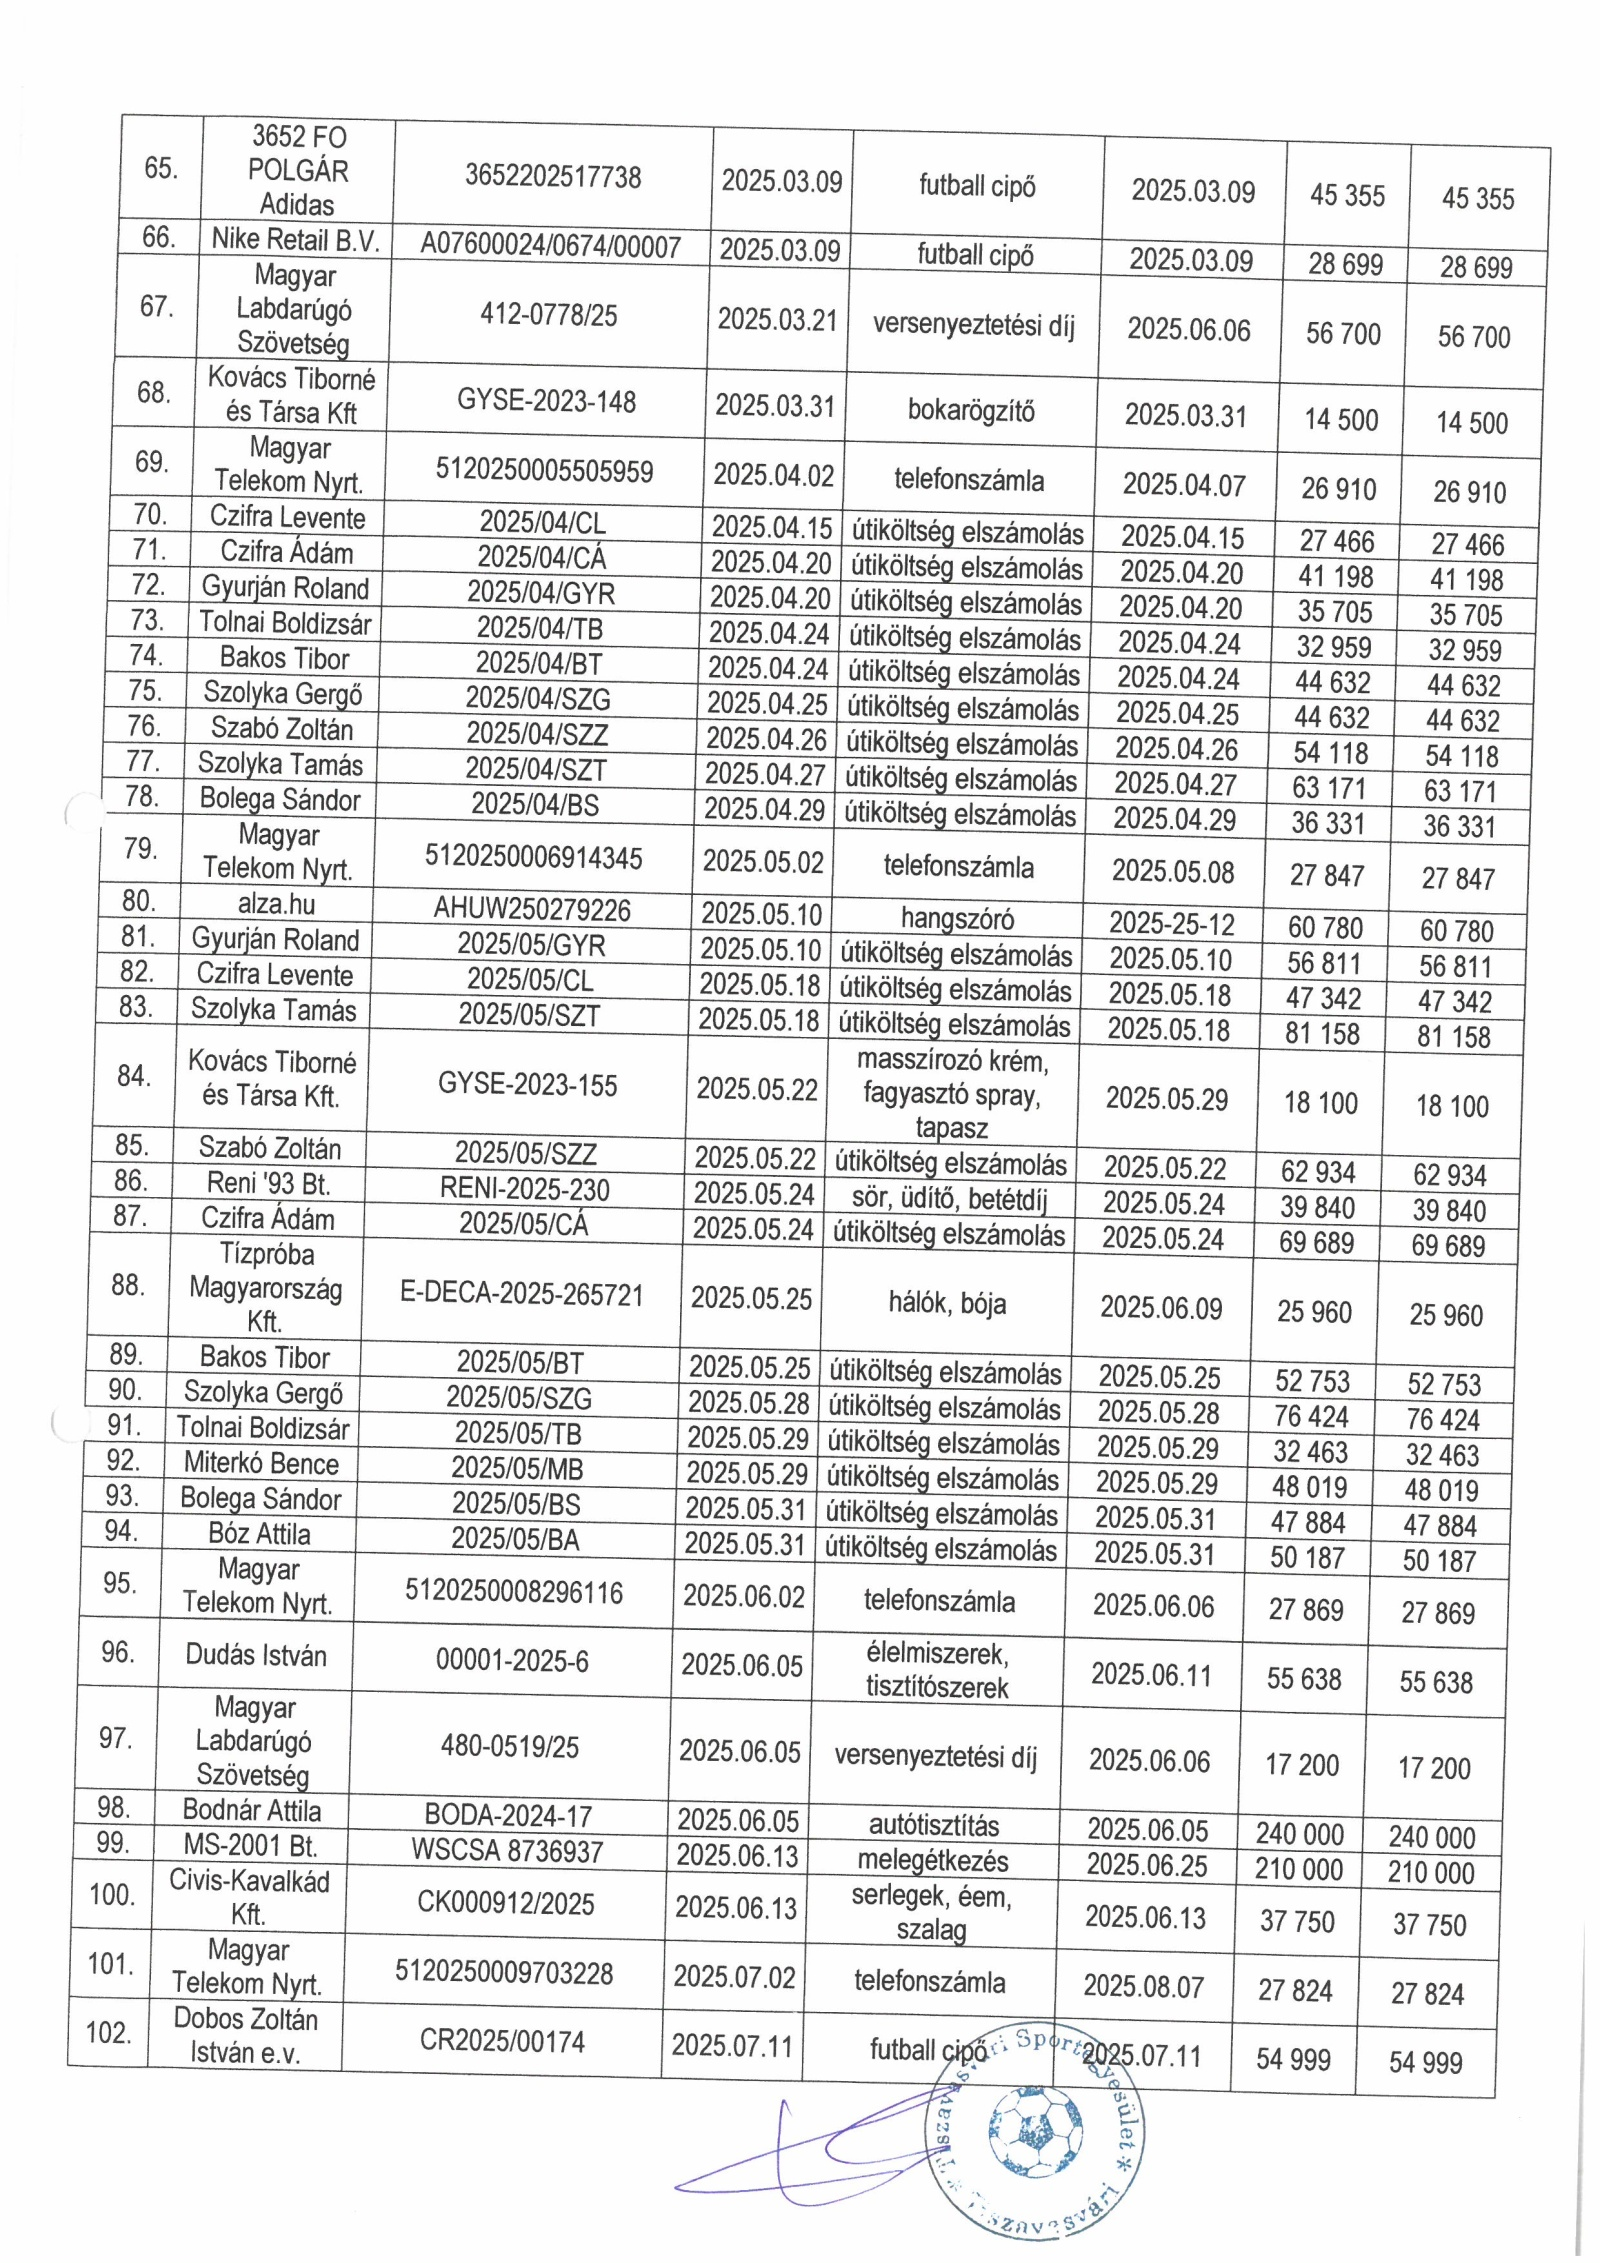 65. 3652 FO POLGÁR Adidas 3652202517738 2025.03.09 futball cipő 2025.03.09 45 355 45 355
66. Nike Retail B.V. A07600024/0674/00007 2025.03.09 futball cipő 2025.03.09 28 699 28 699
67. Magyar Labdarúgó Szövetség 412-0778/25 2025.03.21 versenyeztetési díj 2025.06.06 56 700 56 700
68. Kovács Tiborné és Társa Kft GYSE-2023-148 2025.03.31 bokarögzítő 2025.03.31 14 500 14 500
69. Magyar Telekom Nyrt. 5120250005505959 2025.04.02 telefonszámla 2025.04.07 26 910 26 910
70. Czifra Levente 2025/04/CL 2025.04.15 útiköltség elszámolás 2025.04.15 27 466 27 466
71. Czifra Ádám 2025/04/CÁ 2025.04.20 útiköltség elszámolás 2025.04.20 41 198 41 198
72. Gyurján Roland 2025/04/GYR 2025.04.20 útiköltség elszámolás 2025.04.20 35 705 35 705
73. Tolnai Boldizsár 2025/04/TB 2025.04.24 útiköltség elszámolás 2025.04.24 32 959 32 959
74. Bakos Tibor 2025/04/BT 2025.04.24 útiköltség elszámolás 2025.04.24 44 632 44 632
75. Szolyka Gergő 2025/04/SZG 2025.04.25 útiköltség elszámolás 2025.04.25 44 632 44 632
76. Szabó Zoltán 2025/04/SZZ 2025.04.26 útiköltség elszámolás 2025.04.26 54 118 54 118
77. Szolyka Tamás 2025/04/SZT 2025.04.27 útiköltség elszámolás 2025.04.27 63 171 63 171
78. Bolega Sándor 2025/04/BS 2025.04.29 útiköltség elszámolás 2025.04.29 36 331 36 331
79. Magyar Telekom Nyrt. 5120250006914345 2025.05.02 telefonszámla 2025.05.08 27 847 27 847
80. alza.hu AHUW250279226 2025.05.10 hangszóró 2025-25-12 60 780 60 780
81. Gyurján Roland 2025/05/GYR 2025.05.10 útiköltség elszámolás 2025.05.10 56 811 56 811
82. Czifra Levente 2025/05/CL 2025.05.18 útiköltség elszámolás 2025.05.18 47 342 47 342
83. Szolyka Tamás 2025/05/SZT 2025.05.18 útiköltség elszámolás 2025.05.18 81 158 81 158
84. Kovács Tiborné és Társa Kft. GYSE-2023-155 2025.05.22 masszírozó krém, fagyasztó spray, tapasz 2025.05.29 18 100 18 100
85. Szabó Zoltán 2025/05/SZZ 2025.05.22 útiköltség elszámolás 2025.05.22 62 934 62 934
86. Reni '93 Bt. RENI-2025-230 2025.05.24 sör, üdítő, betétdíj 2025.05.24 39 840 39 840
87. Czifra Ádám 2025/05/CÁ 2025.05.24 útiköltség elszámolás 2025.05.24 69 689 69 689
88. Tízpróba Magyarország Kft. E-DECA-2025-265721 2025.05.25 hálók, bója 2025.06.09 25 960 25 960
89. Bakos Tibor 2025/05/BT 2025.05.25 útiköltség elszámolás 2025.05.25 52 753 52 753
90. Szolyka Gergő 2025/05/SZG 2025.05.28 útiköltség elszámolás 2025.05.28 76 424 76 424
91. Tolnai Boldizsár 2025/05/TB 2025.05.29 útiköltség elszámolás 2025.05.29 32 463 32 463
92. Miterkó Bence 2025/05/MB 2025.05.29 útiköltség elszámolás 2025.05.29 48 019 48 019
93. Bolega Sándor 2025/05/BS 2025.05.31 útiköltség elszámolás 2025.05.31 47 884 47 884
94. Bóz Attila 2025/05/BA 2025.05.31 útiköltség elszámolás 2025.05.31 50 187 50 187
95. Magyar Telekom Nyrt. 5120250008296116 2025.06.02 telefonszámla 2025.06.06 27 869 27 869
96. Dudás István 00001-2025-6 2025.06.05 élelmiszerek, tisztítószerek 2025.06.11 55 638 55 638
97. Magyar Labdarúgó Szövetség 480-0519/25 2025.06.05 versenyeztetési díj 2025.06.06 17 200 17 200
98. Bodnár Attila BODA-2024-17 2025.06.05 autótisztítás 2025.06.05 240 000 240 000
99. MS-2001 Bt. WSCSA 8736937 2025.06.13 melegétkezés 2025.06.25 210 000 210 000
100. Civis-Kavalkád Kft. CK000912/2025 2025.06.13 serlegek, éem, szalag 2025.06.13 37 750 37 750
101. Magyar Telekom Nyrt. 5120250009703228 2025.07.02 telefonszámla 2025.08.07 27 824 27 824
102. Dobos Zoltán István e.v. CR2025/00174 2025.07.11 futball cipő 2025.07.11 54 999 54 999
Tiszavasvári Sportegyesület * Tiszavasvári *